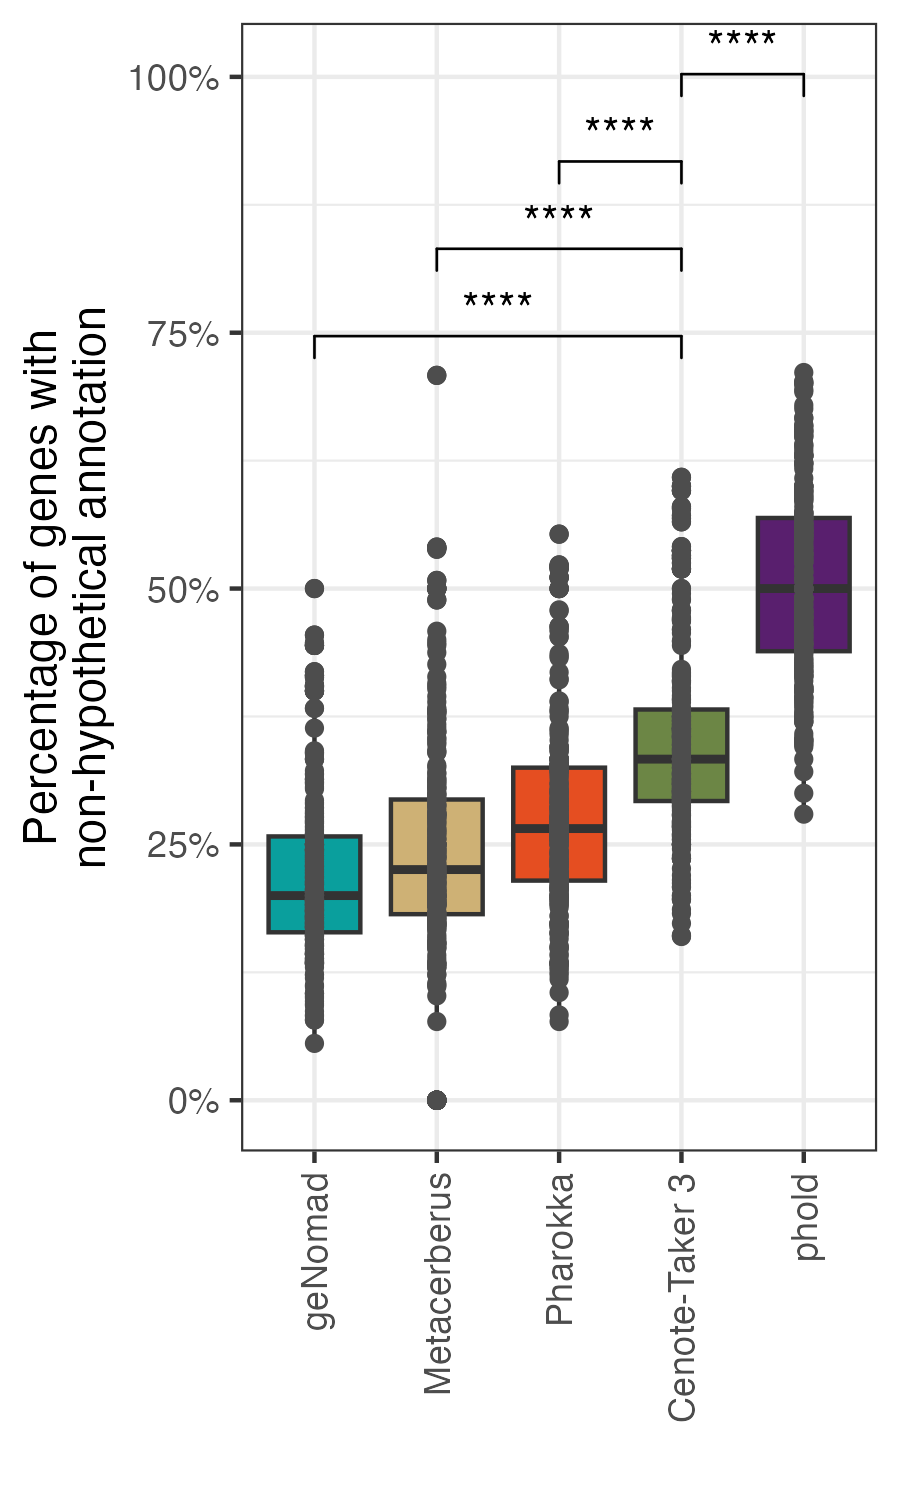 Percentage of genes with
non-hypothetical annotation
100%
75%
50%
25%
0%
****
****
****
****
geNomad
Metacerberus
Pharokka
Cenote-Taker 3
phold